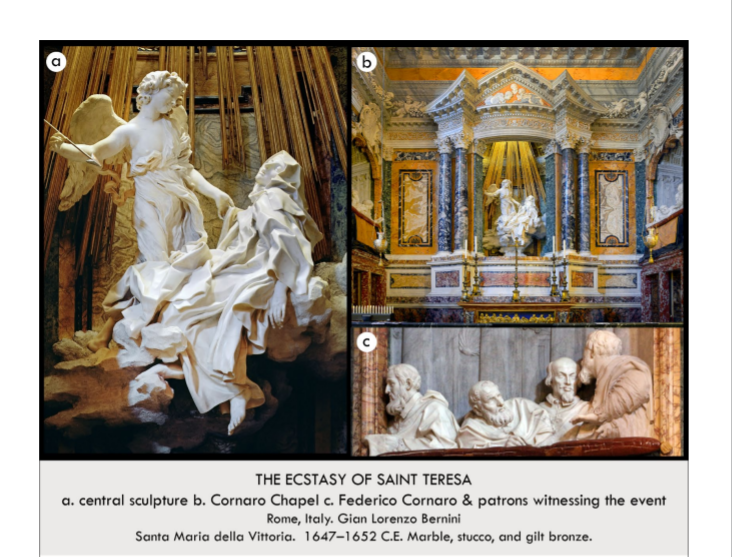 a
b
c
THE ECSTASY OF SAINT TERESA
a. central sculpture b. Cornaro Chapel c. Federico Cornaro & patrons witnessing the event
Rome, Italy. Gian Lorenzo Bernini
Santa Maria della Vittoria.  1647–1652 C.E. Marble, stucco, and gilt bronze.